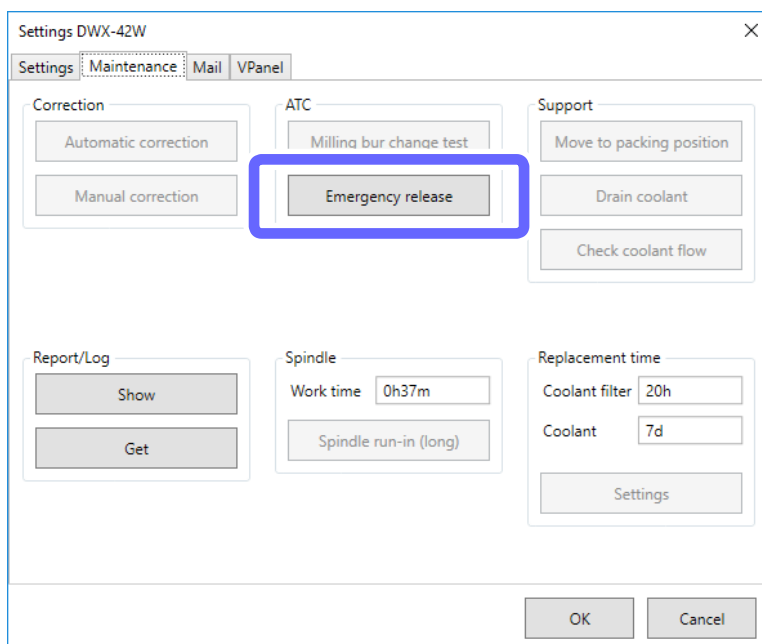 Settings DWX-42W
Settings Maintenance Mail VPanel
Correction
Automatic correction
Manual correction
ATC
Milling bur change test
Emergency release
Support
Move to packing position
Drain coolant
Check coolant flow
Report/Log
Show
Get
Spindle
Work time 0h37m
Spindle run-in (long)
Replacement time
Coolant filter 20h
Coolant 7d
Settings
OK Cancel